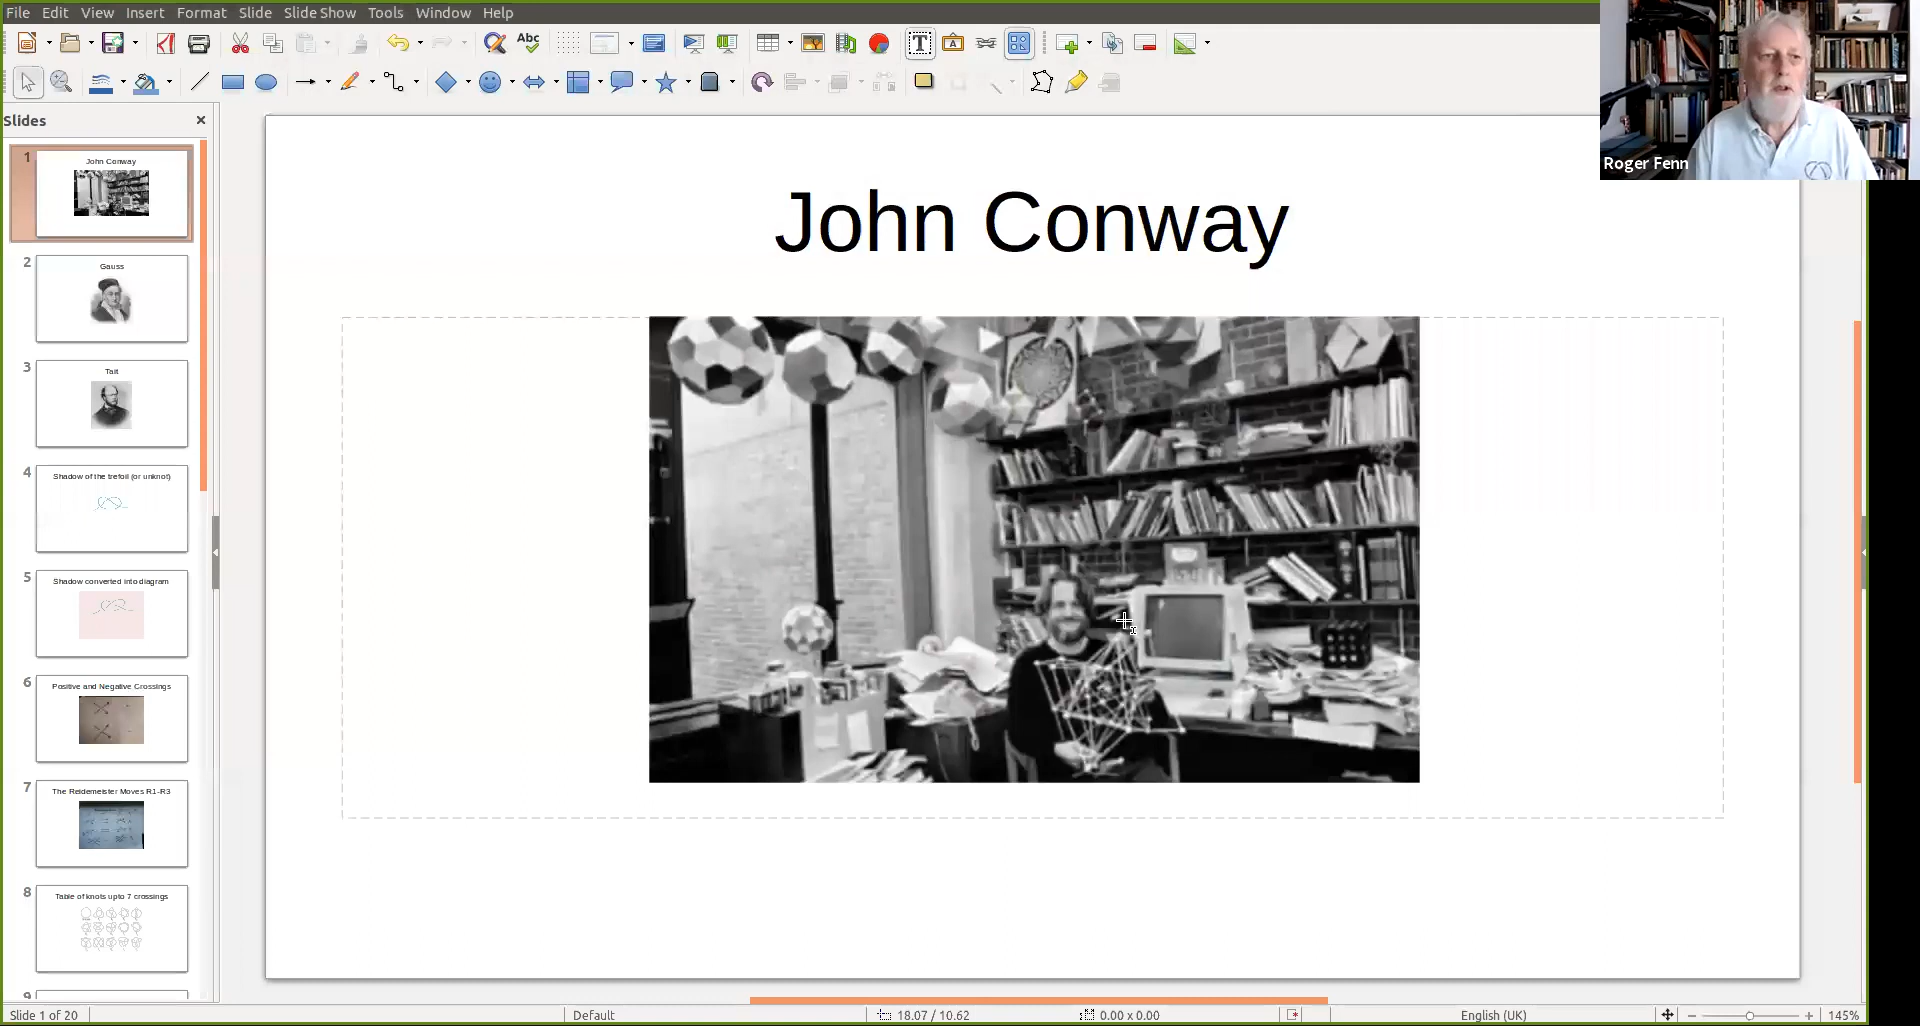 File Edit View Insert Format Slide Slide Show Tools Window Help
Abc
T
A
Roger Fenn
Slides
John Conway
1
John Conway
2
Gauss
3
Tait
4
Shadow of the trefoil (or unknot)
5
Shadow converted into diagram
6
Positive and Negative Crossings
7
The Reidemeister Moves R1-R3
8
Table of knots upto 7 crossings
9
Slide 1 of 20
Default
18.07 / 10.62
0.00 x 0.00
English (UK)
145%